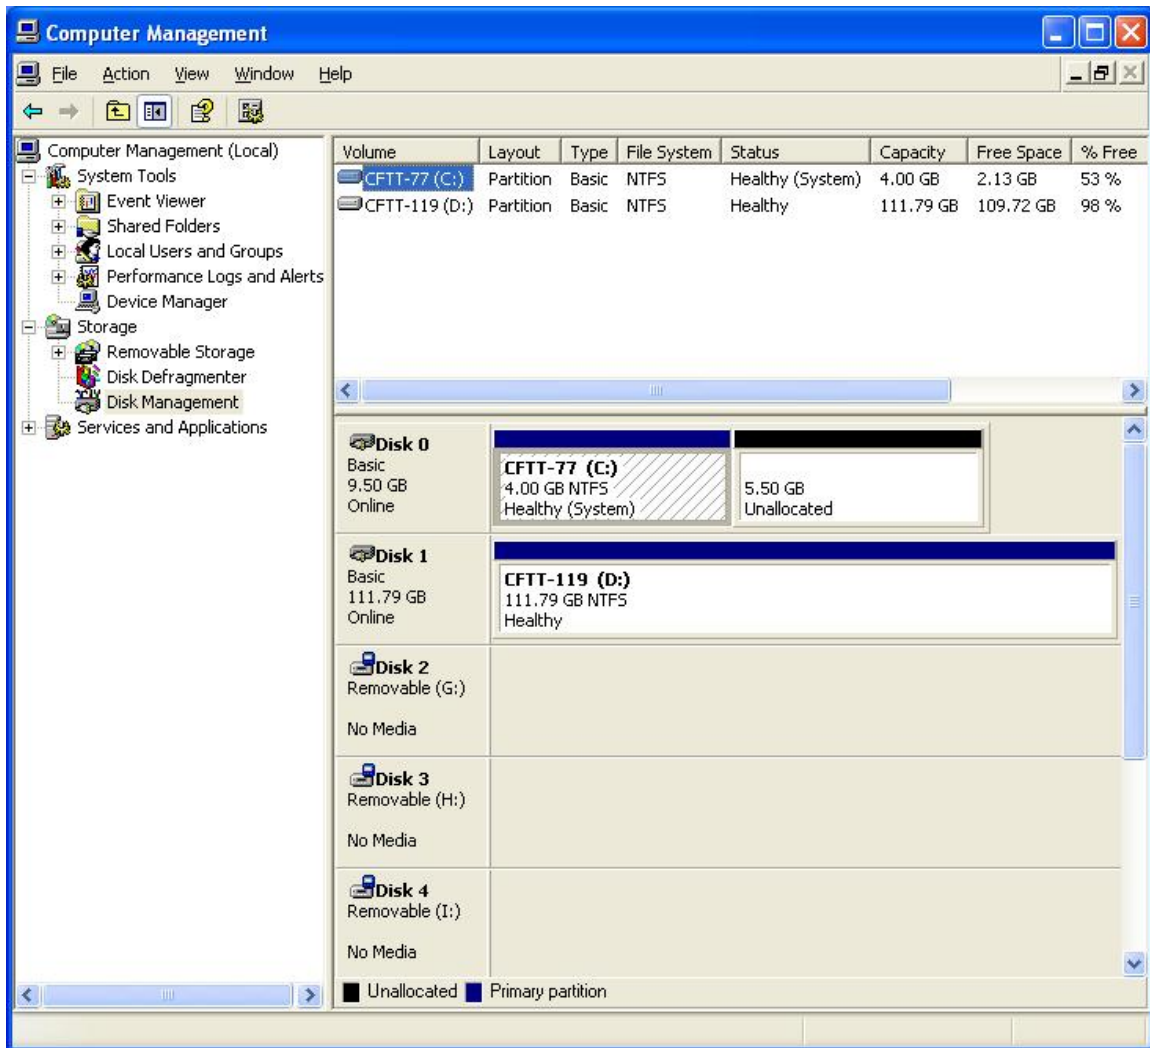 Computer Management
File Action View Window Help
Computer Management (Local)
System Tools
Event Viewer
Shared Folders
Local Users and Groups
Performance Logs and Alerts
Device Manager
Storage
Removable Storage
Disk Defragmenter
Disk Management
Services and Applications
Volume Layout Type File System Status Capacity Free Space % Free
CFTT-77 (C:) Partition Basic NTFS Healthy (System) 4.00 GB 2.13 GB 53 %
CFTT-119 (D:) Partition Basic NTFS Healthy 111.79 GB 109.72 GB 98 %
Disk 0
Basic
9.50 GB
Online
CFTT-77 (C:)
4.00 GB NTFS
Healthy (System)
5.50 GB
Unallocated
Disk 1
Basic
111.79 GB
Online
CFTT-119 (D:)
111.79 GB NTFS
Healthy
Disk 2
Removable (G:)
No Media
Disk 3
Removable (H:)
No Media
Disk 4
Removable (I:)
No Media
Unallocated Primary partition